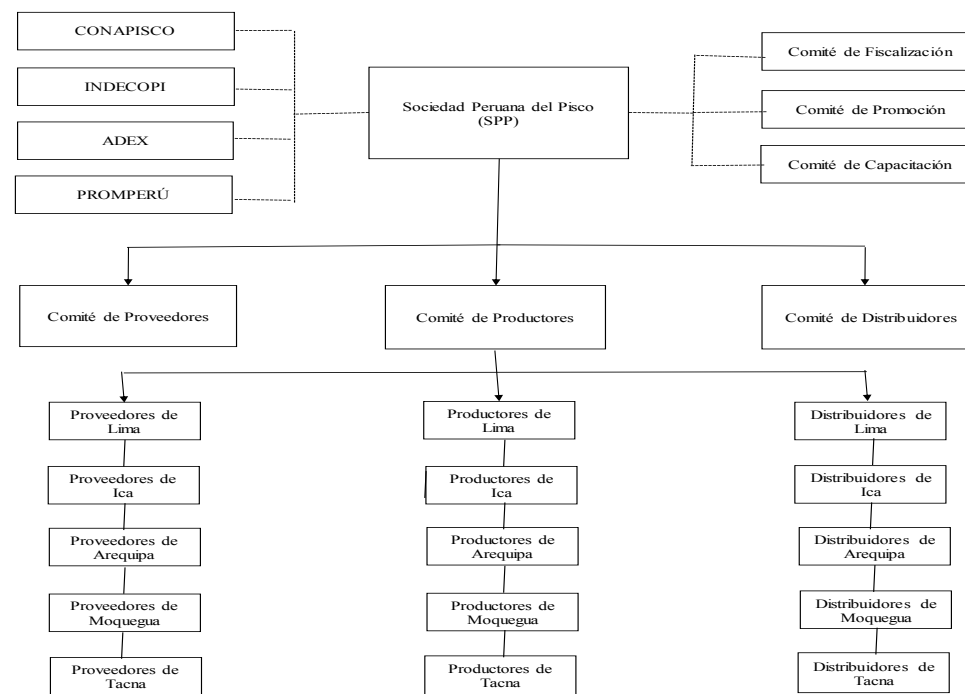 CONAPISCO
INDECOPI
ADEX
PROMPERÚ
Sociedad Peruana del Pisco
(SPP)
Comité de Fiscalización
Comité de Promoción
Comité de Capacitación
Comité de Proveedores
Comité de Productores
Comité de Distribuidores
Proveedores de
Lima
Proveedores de
Ica
Proveedores de
Arequipa
Proveedores de
Moquegua
Proveedores de
Tacna
Productores de
Lima
Productores de
Ica
Productores de
Arequipa
Productores de
Moquegua
Productores de
Tacna
Distribuidores de
Lima
Distribuidores de
Ica
Distribuidores de
Arequipa
Distribuidores de
Moquegua
Distribuidores de
Tacna